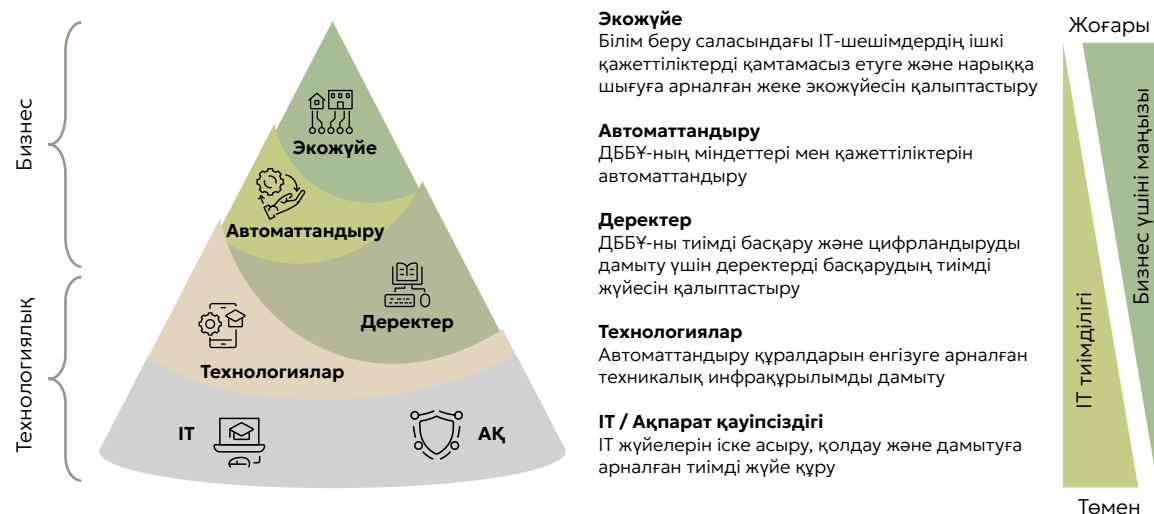 Бизнес
Технологиялық
Экожүйе
Автоматтандыру
Деректер
Технологиялар
IT
АҚ
Экожүйе
Білім беру саласындағы IT-шешімдердің ішкі
қажеттіліктерді қамтамасыз етуге және нарыққа
шығуға арналған жеке экожүйесін қалыптастыру
Автоматтандыру
ДББҰ-ның міндеттері мен қажеттіліктерін
автоматтандыру
Деректер
ДББҰ-ны тиімді басқару және цифрландыруды
дамыту үшін деректерді басқарудың тиімді
жүйесін қалыптастыру
Технологиялар
Автоматтандыру құралдарын енгізуге арналған
техникалық инфрақұрылымды дамыту
IT / Ақпарат қауіпсіздігі
IT жүйелерін іске асыру, қолдау және дамытуға
арналған тиімді жүйе құру
Жоғары
IT тиімділігі
Бизнес үшіні маңызы
Төмен